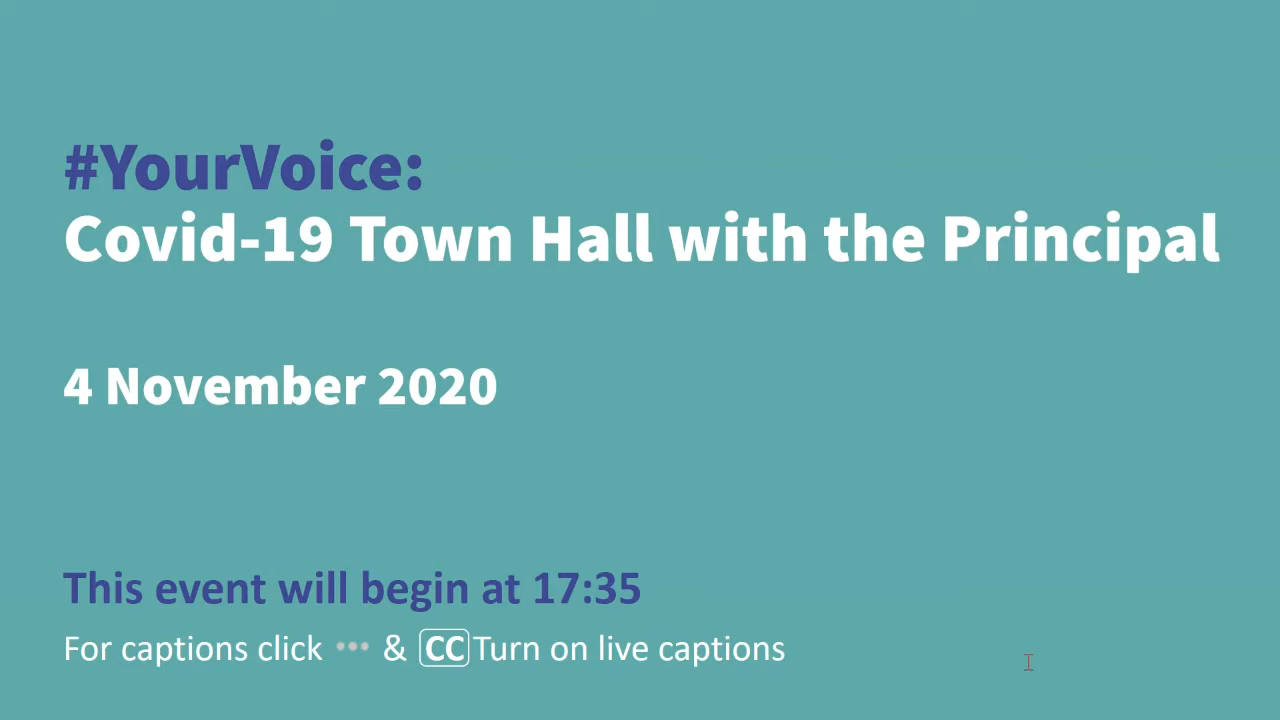 #YourVoice:
Covid-19 Town Hall with the Principal
4 November 2020
This event will begin at 17:35
For captions click ••• & CC Turn on live captions